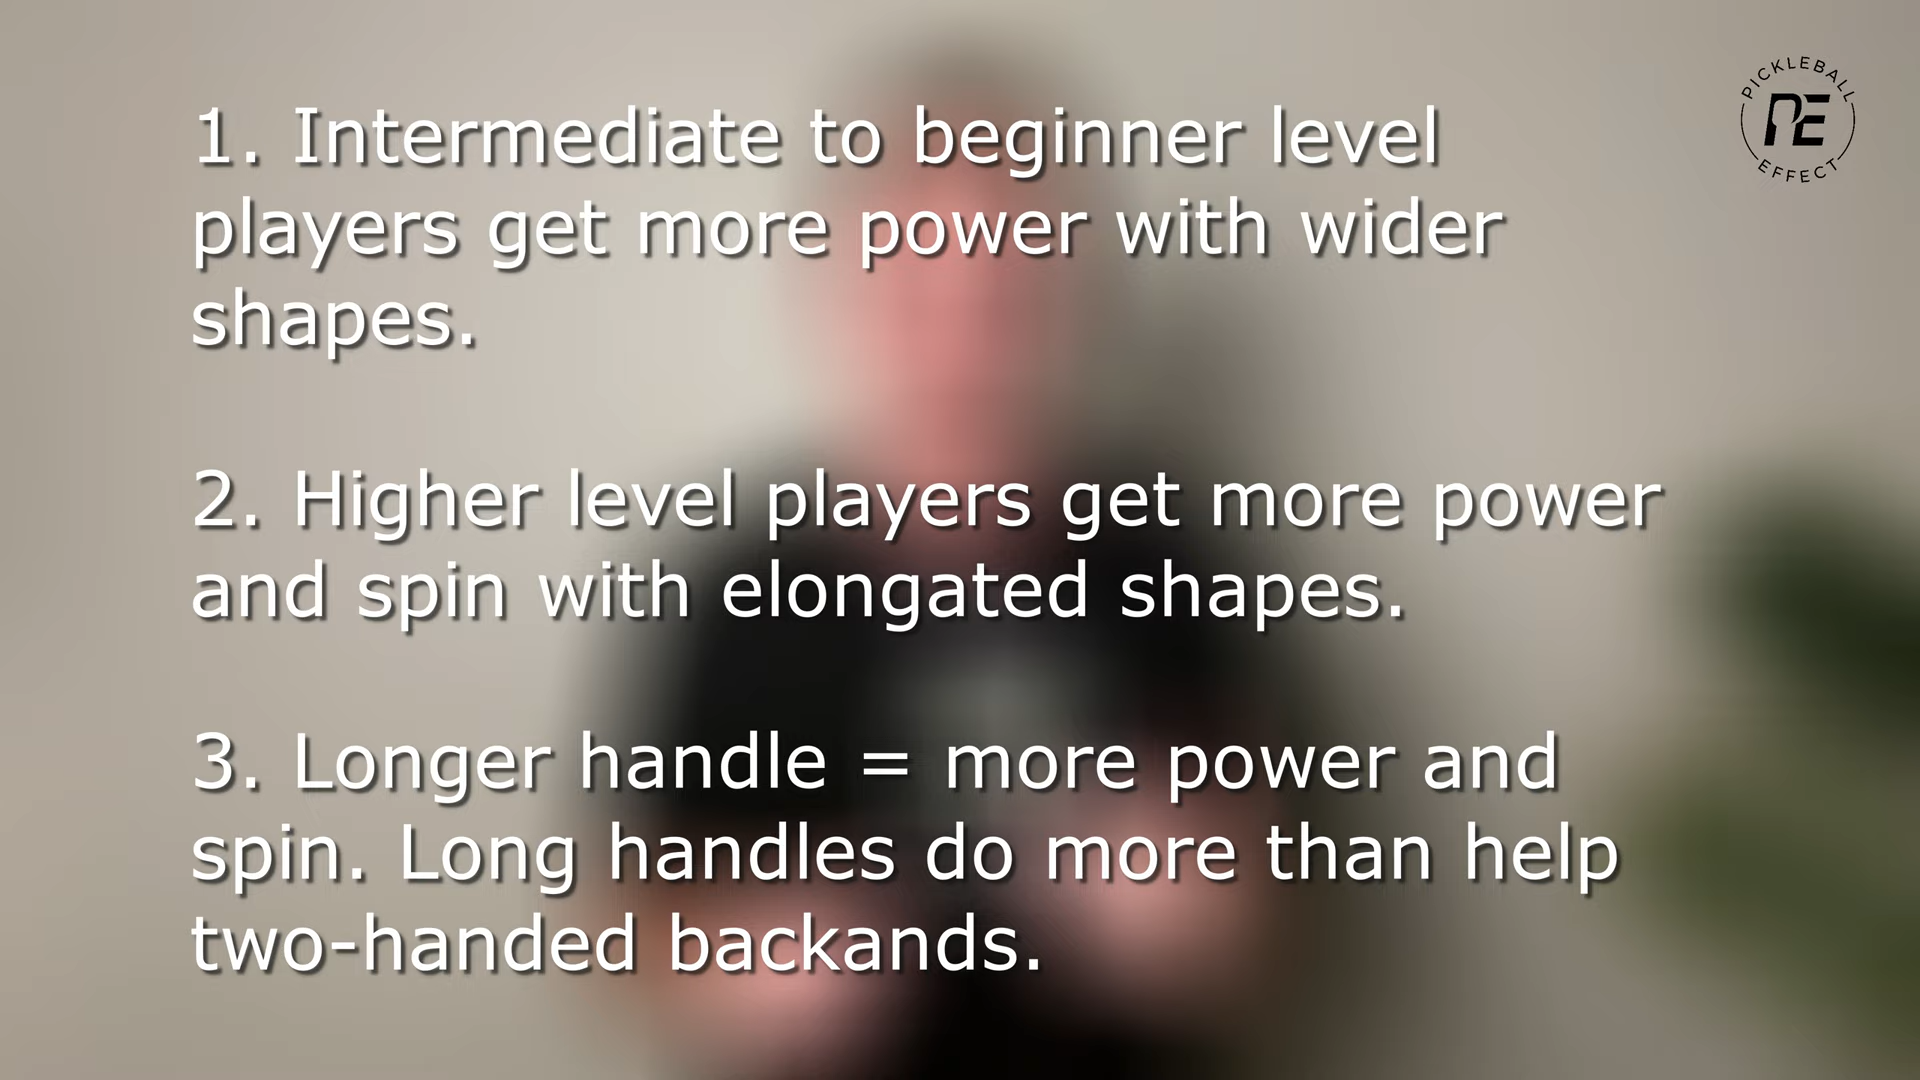 1. Intermediate to beginner level
players get more power with wider
shapes.
2. Higher level players get more power
and spin with elongated shapes.
3. Longer handle = more power and
spin. Long handles do more than help
two-handed backands.
PICKLEBALL
PE
EFFECT